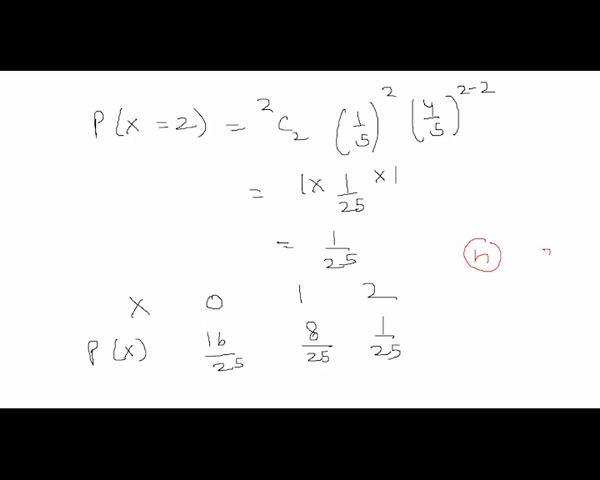 P(X=2) = ²C₂ (1/5)² (4/5)²⁻²
= 1 x 1/25 x 1
= 1/25
n
X 0 1 2
P(X) 16/25 8/25 1/25